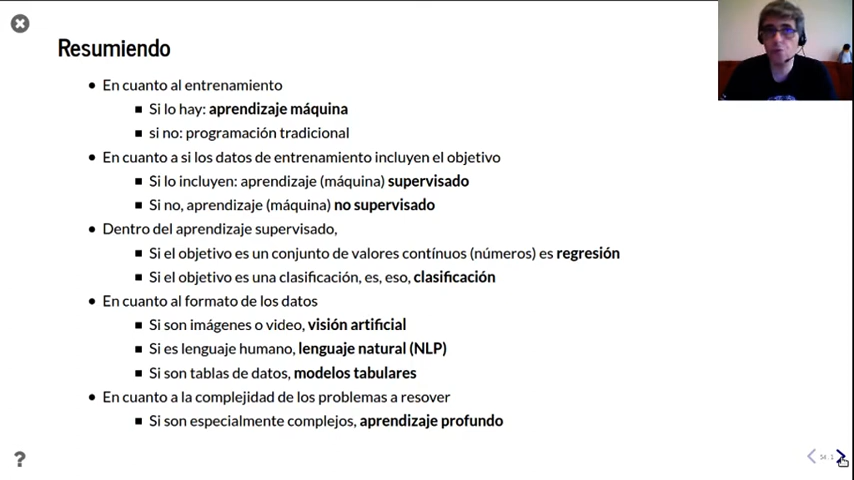 Resumiendo
En cuanto al entrenamiento
Si lo hay: aprendizaje máquina
si no: programación tradicional
En cuanto a si los datos de entrenamiento incluyen el objetivo
Si lo incluyen: aprendizaje (máquina) supervisado
Si no, aprendizaje (máquina) no supervisado
Dentro del aprendizaje supervisado,
Si el objetivo es un conjunto de valores contínuos (números) es regresión
Si el objetivo es una clasificación, es, eso, clasificación
En cuanto al formato de los datos
Si son imágenes o video, visión artificial
Si es lenguaje humano, lenguaje natural (NLP)
Si son tablas de datos, modelos tabulares
En cuanto a la complejidad de los problemas a resover
Si son especialmente complejos, aprendizaje profundo
?